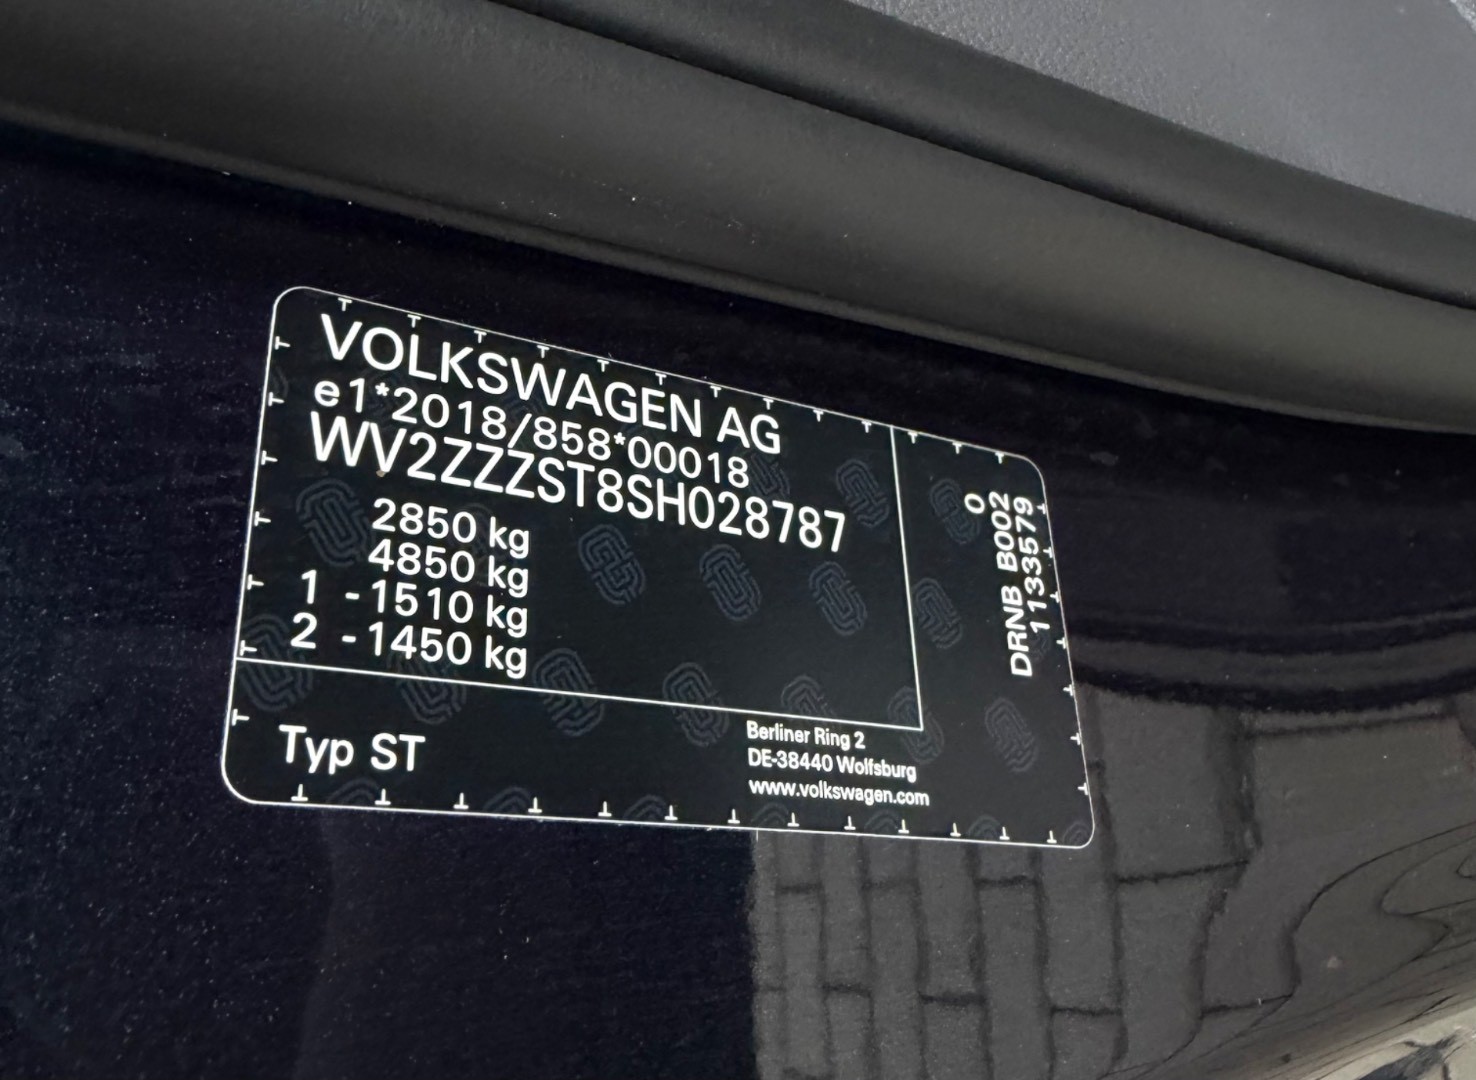 VOLKSWAGEN AG
e1*2018/858*00018
WV2ZZZST8SH028787
2850 kg
4850 kg
1 -1510 kg
2 -1450 kg
Typ ST
Berliner Ring 2
DE-38440 Wolfsburg
www.volkswagen.com
0
DRNB B002
1133579